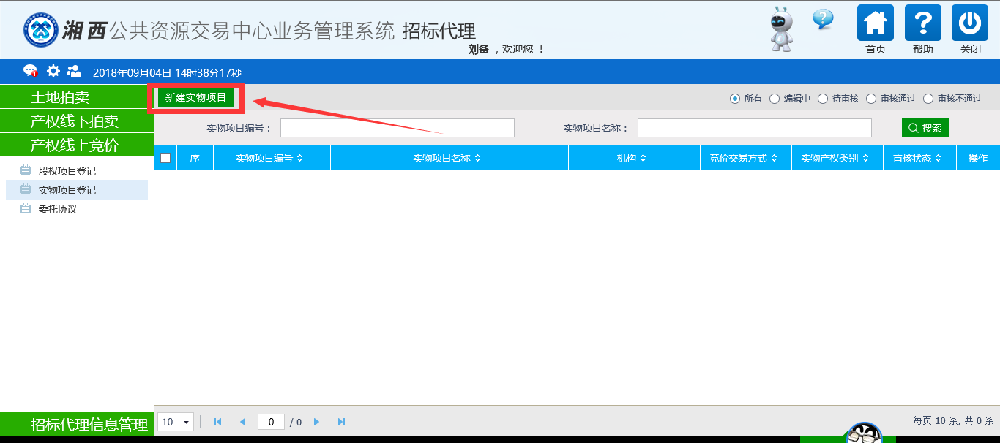 湘西公共资源交易中心业务管理系统 招标代理
刘备 ，欢迎您 ！
首页
帮助
关闭
2018年09月04日 14时38分17秒
土地拍卖
产权线下拍卖
产权线上竞价
股权项目登记
实物项目登记
委托协议
招标代理信息管理
新建实物项目
所有 编辑中 待审核 审核通过 审核不通过
实物项目编号： 实物项目名称： 搜索
序 实物项目编号 实物项目名称 机构 竞价交易方式 实物产权类别 审核状态 操作
10 0 / 0 每页 10 条, 共 0 条